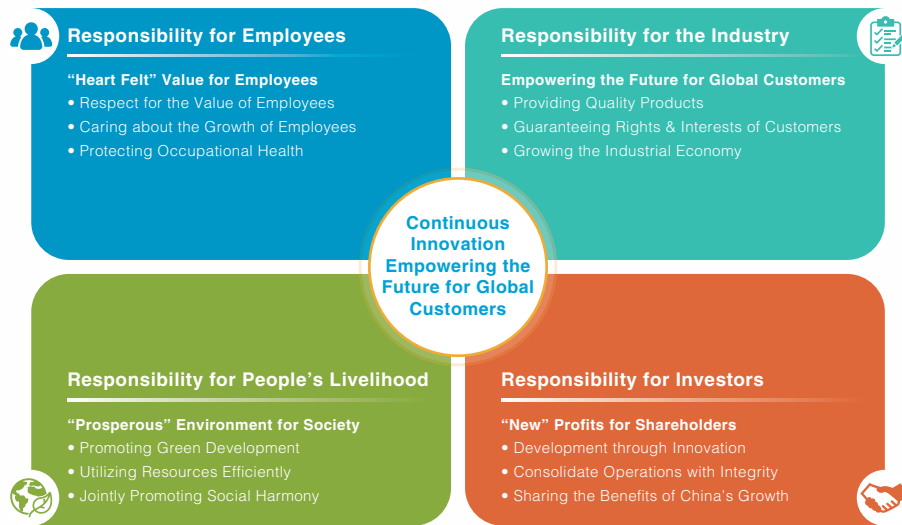 Responsibility for Employees
“Heart Felt” Value for Employees
• Respect for the Value of Employees
• Caring about the Growth of Employees
• Protecting Occupational Health
Responsibility for the Industry
Empowering the Future for Global Customers
• Providing Quality Products
• Guaranteeing Rights & Interests of Customers
• Growing the Industrial Economy
Continuous
Innovation
Empowering the
Future for Global
Customers
Responsibility for People’s Livelihood
“Prosperous” Environment for Society
• Promoting Green Development
• Utilizing Resources Efficiently
• Jointly Promoting Social Harmony
Responsibility for Investors
“New” Profits for Shareholders
• Development through Innovation
• Consolidate Operations with Integrity
• Sharing the Benefits of China's Growth